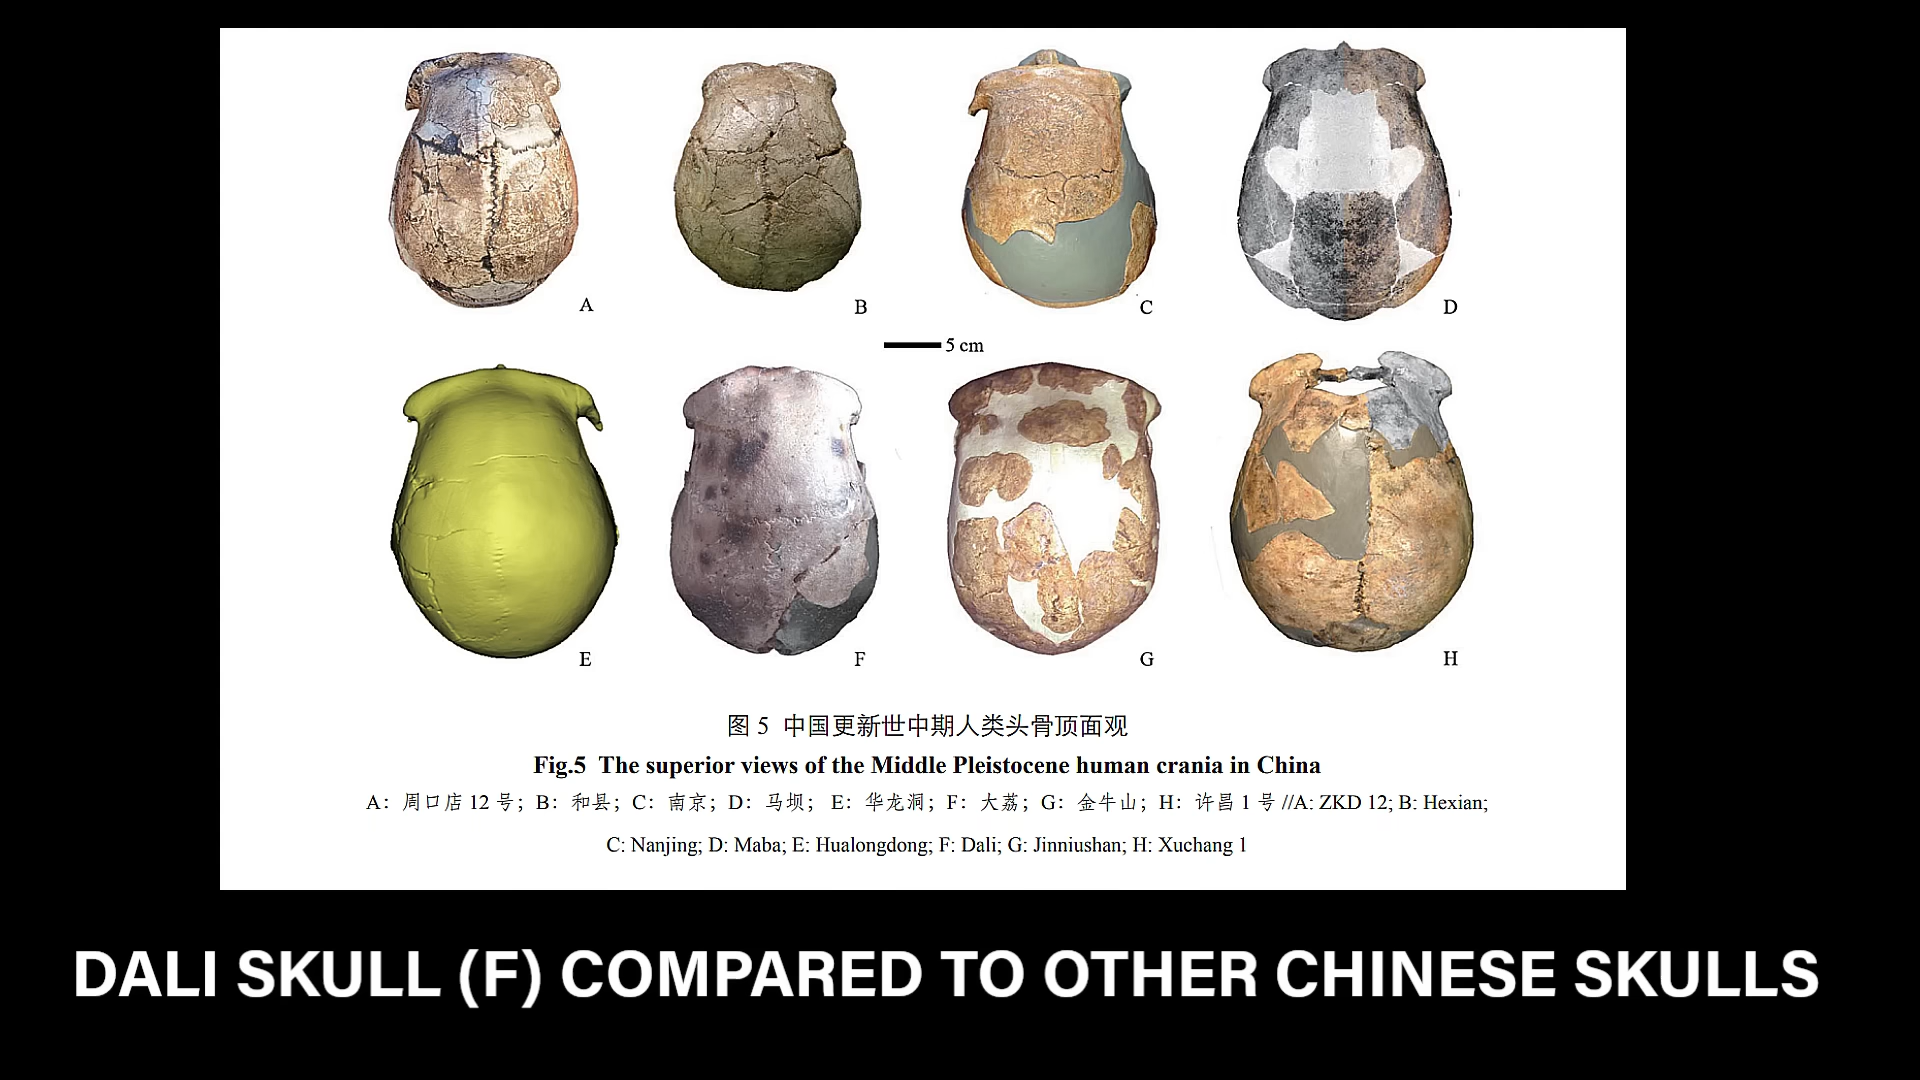 A
B
C
D
5 cm
E
F
G
H
图 5 中国更新世中期人类头骨顶面观
Fig.5 The superior views of the Middle Pleistocene human crania in China
A：周口店 12 号；B：和县；C：南京；D：马坝；E：华龙洞；F：大荔；G：金牛山；H：许昌 1 号 //A: ZKD 12; B: Hexian;
C: Nanjing; D: Maba; E: Hualongdong; F: Dali; G: Jinniushan; H: Xuchang 1
DALI SKULL (F) COMPARED TO OTHER CHINESE SKULLS